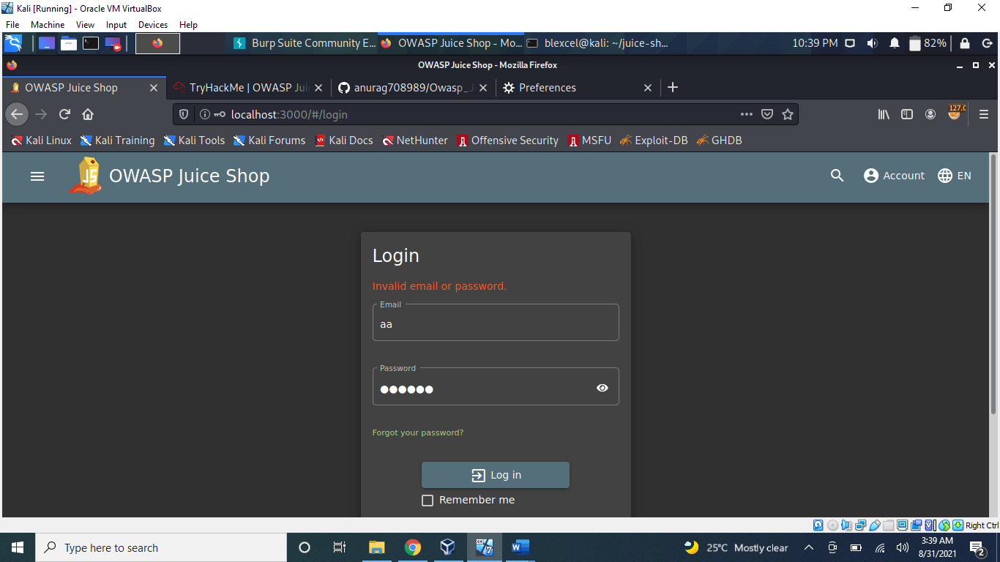 Kali [Running] - Oracle VM VirtualBox
File Machine View Input Devices Help
Burp Suite Community E... OWASP Juice Shop - Mo... blexcel@kali: ~/juice-sh... 10:39 PM 82%
OWASP Juice Shop - Mozilla Firefox
OWASP Juice Shop TryHackMe | OWASP Jui anurag708989/Owasp_J Preferences
localhost:3000/#/login 127.0
Kali Linux Kali Training Kali Tools Kali Forums Kali Docs NetHunter Offensive Security MSFU Exploit-DB GHDB
JS OWASP Juice Shop Account EN
Login
Invalid email or password.
Email
aa
Password
●●●●●●
Forgot your password?
Log in
Remember me
Right Ctrl
Type here to search 64 7 W 25°C Mostly clear 3:39 AM
8/31/2021 2